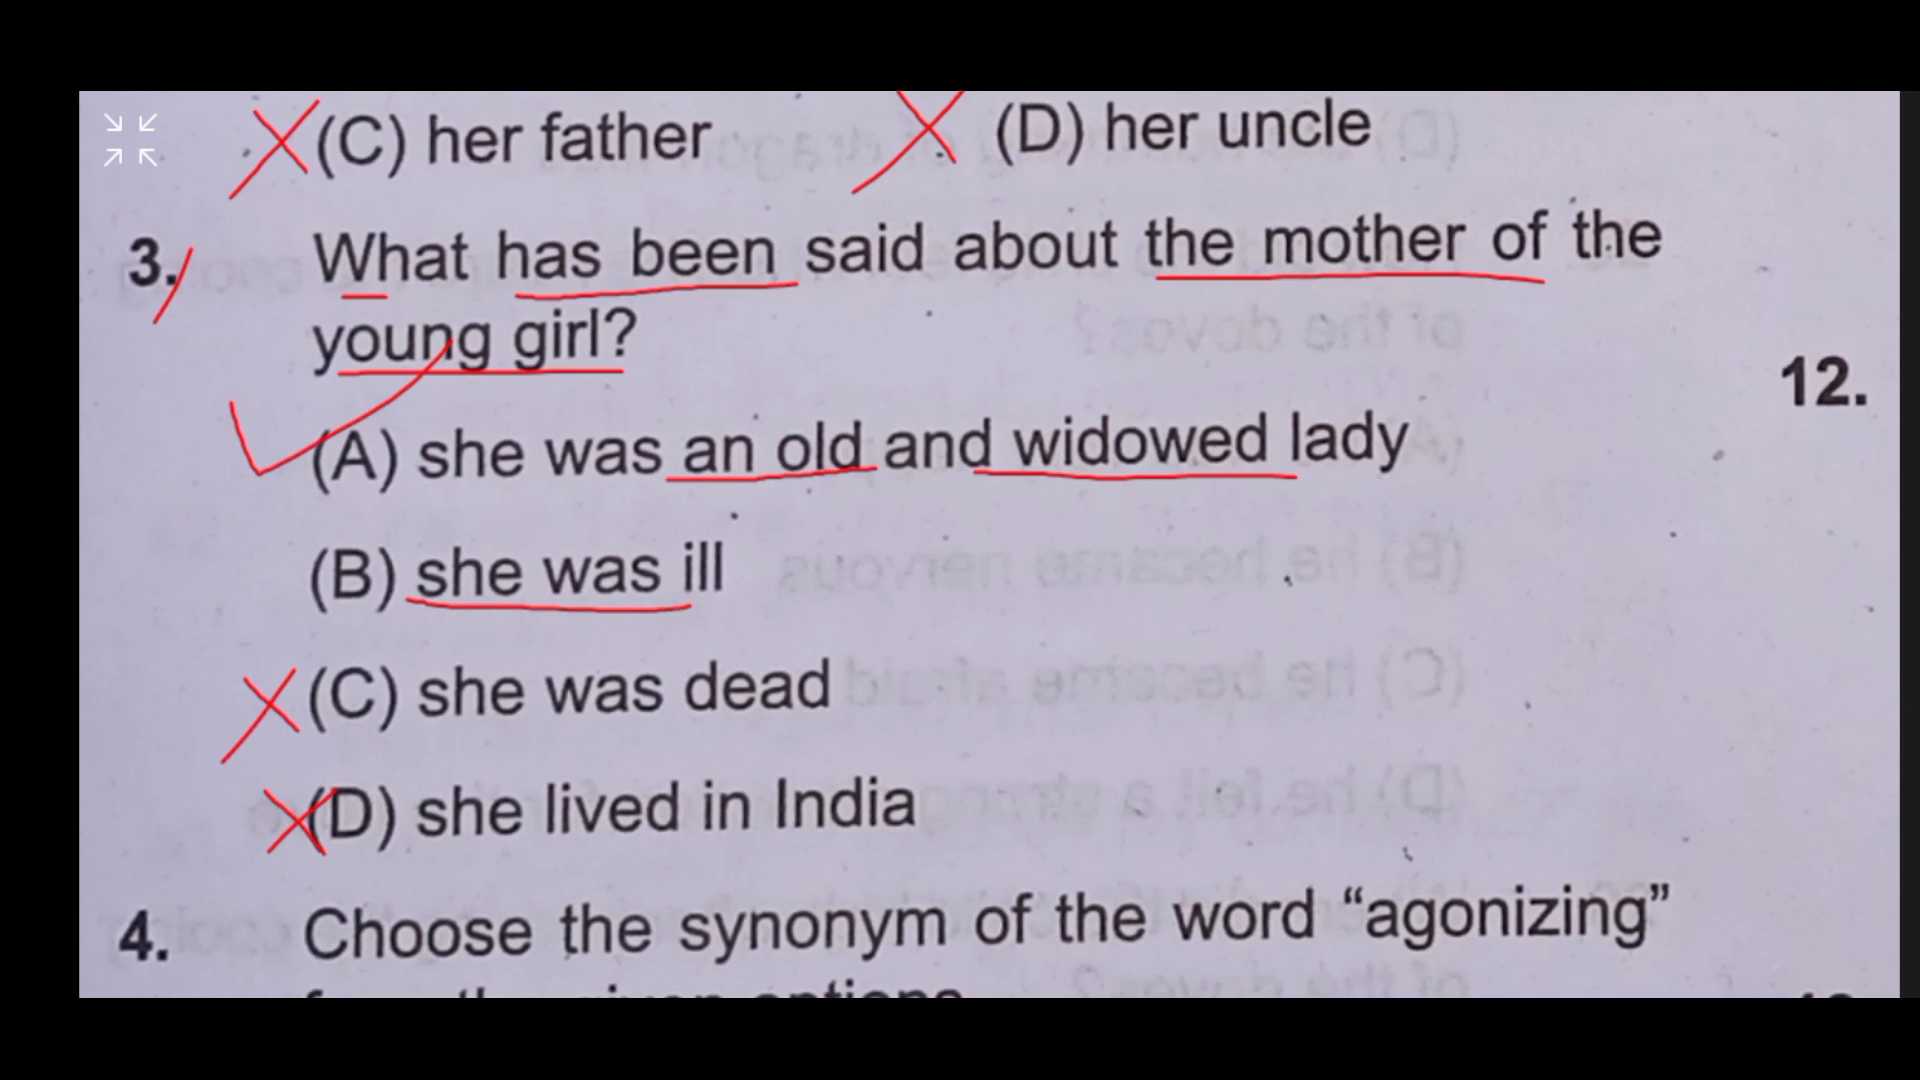 (C) her father (D) her uncle
3. What has been said about the mother of the
young girl?
12.
(A) she was an old and widowed lady
(B) she was ill
(C) she was dead
(D) she lived in India
4. Choose the synonym of the word “agonizing”